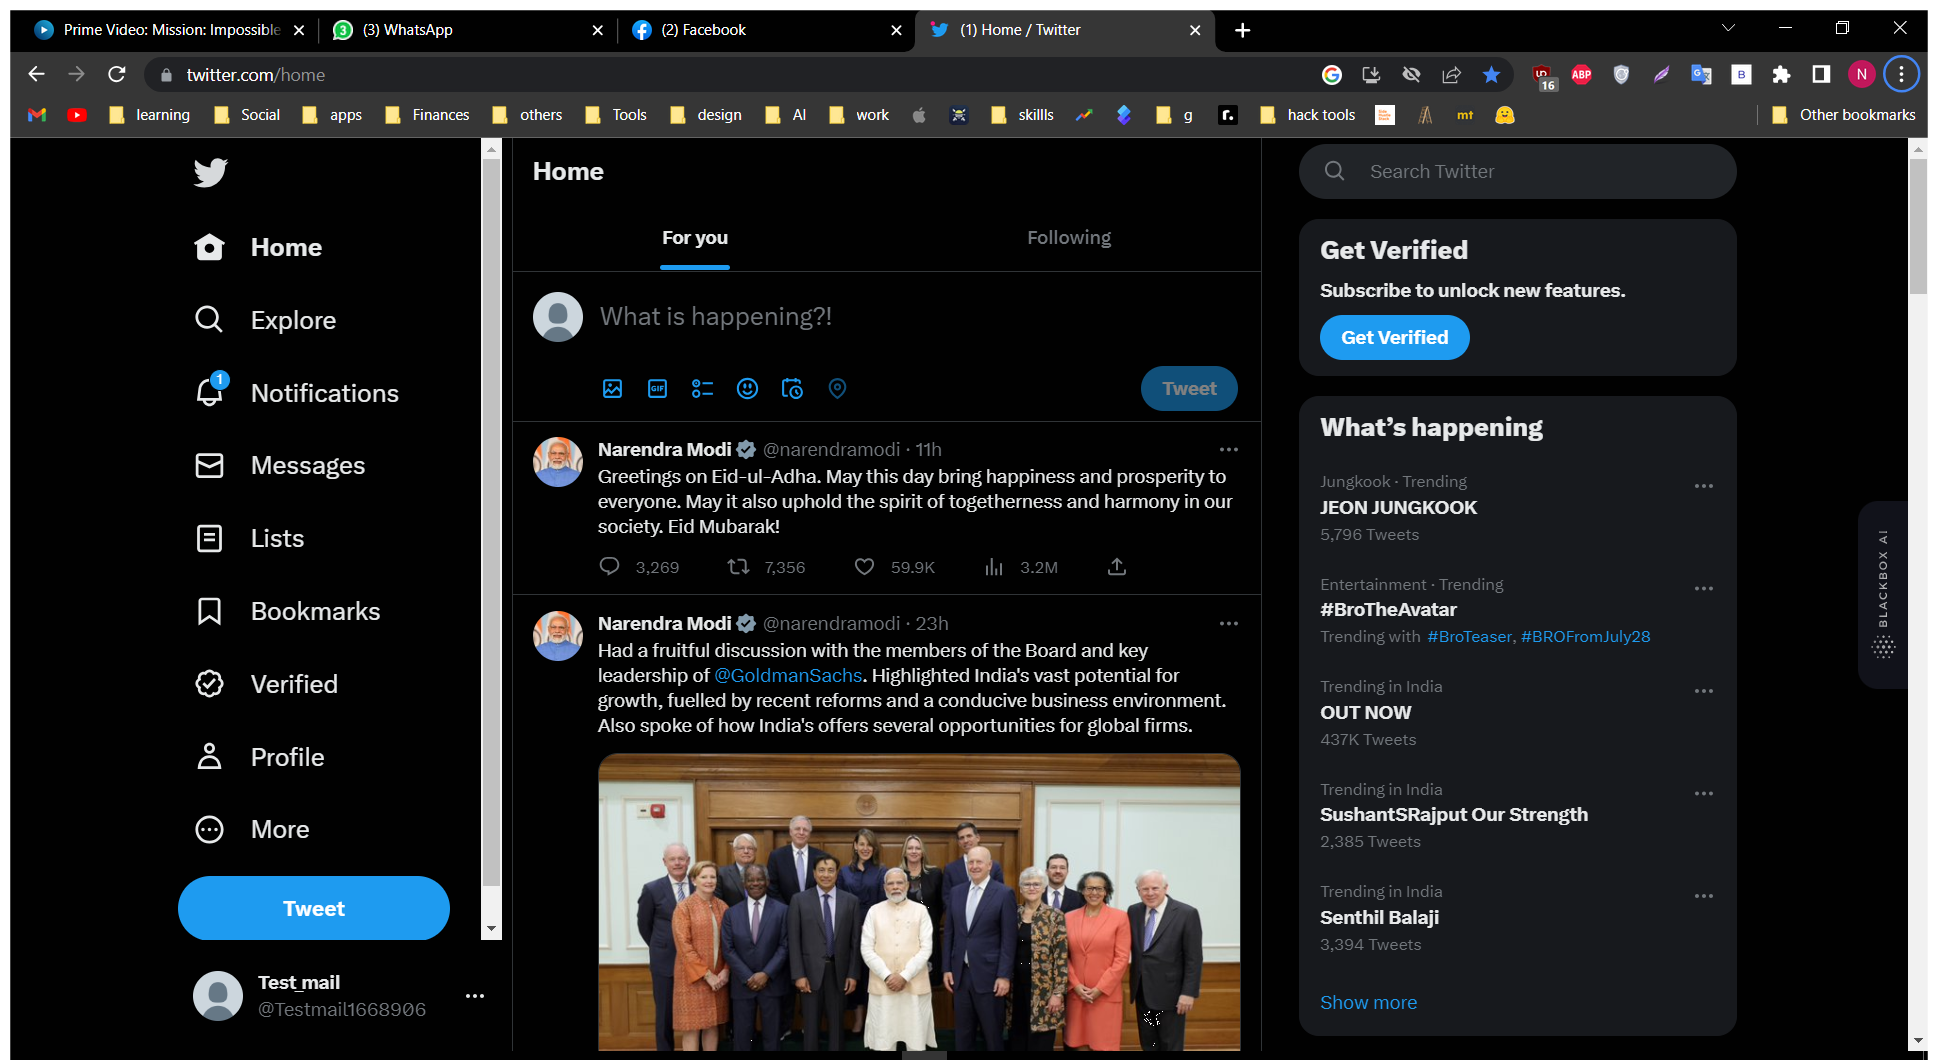 Prime Video: Mission: Impossible
(3) WhatsApp
(2) Facebook
(1) Home / Twitter
twitter.com/home
16
ABP
B
N
learning
Social
apps
Finances
others
Tools
design
AI
work
skillls
g
r.
hack tools
mt
Other bookmarks
Home
Explore
1
Notifications
Messages
Lists
Bookmarks
Verified
Profile
More
Tweet
Test_mail
@Testmail1668906
Home
For you
Following
What is happening?!
GIF
Tweet
Narendra Modi @narendramodi · 11h
Greetings on Eid-ul-Adha. May this day bring happiness and prosperity to
everyone. May it also uphold the spirit of togetherness and harmony in our
society. Eid Mubarak!
3,269
7,356
59.9K
3.2M
Narendra Modi @narendramodi · 23h
Had a fruitful discussion with the members of the Board and key
leadership of @GoldmanSachs. Highlighted India's vast potential for
growth, fuelled by recent reforms and a conducive business environment.
Also spoke of how India's offers several opportunities for global firms.
Search Twitter
Get Verified
Subscribe to unlock new features.
Get Verified
What's happening
Jungkook · Trending
JEON JUNGKOOK
5,796 Tweets
Entertainment · Trending
#BroTheAvatar
Trending with #BroTeaser, #BROFromJuly28
Trending in India
OUT NOW
437K Tweets
Trending in India
SushantSRajput Our Strength
2,385 Tweets
Trending in India
Senthil Balaji
3,394 Tweets
Show more
BLACKBOX AI